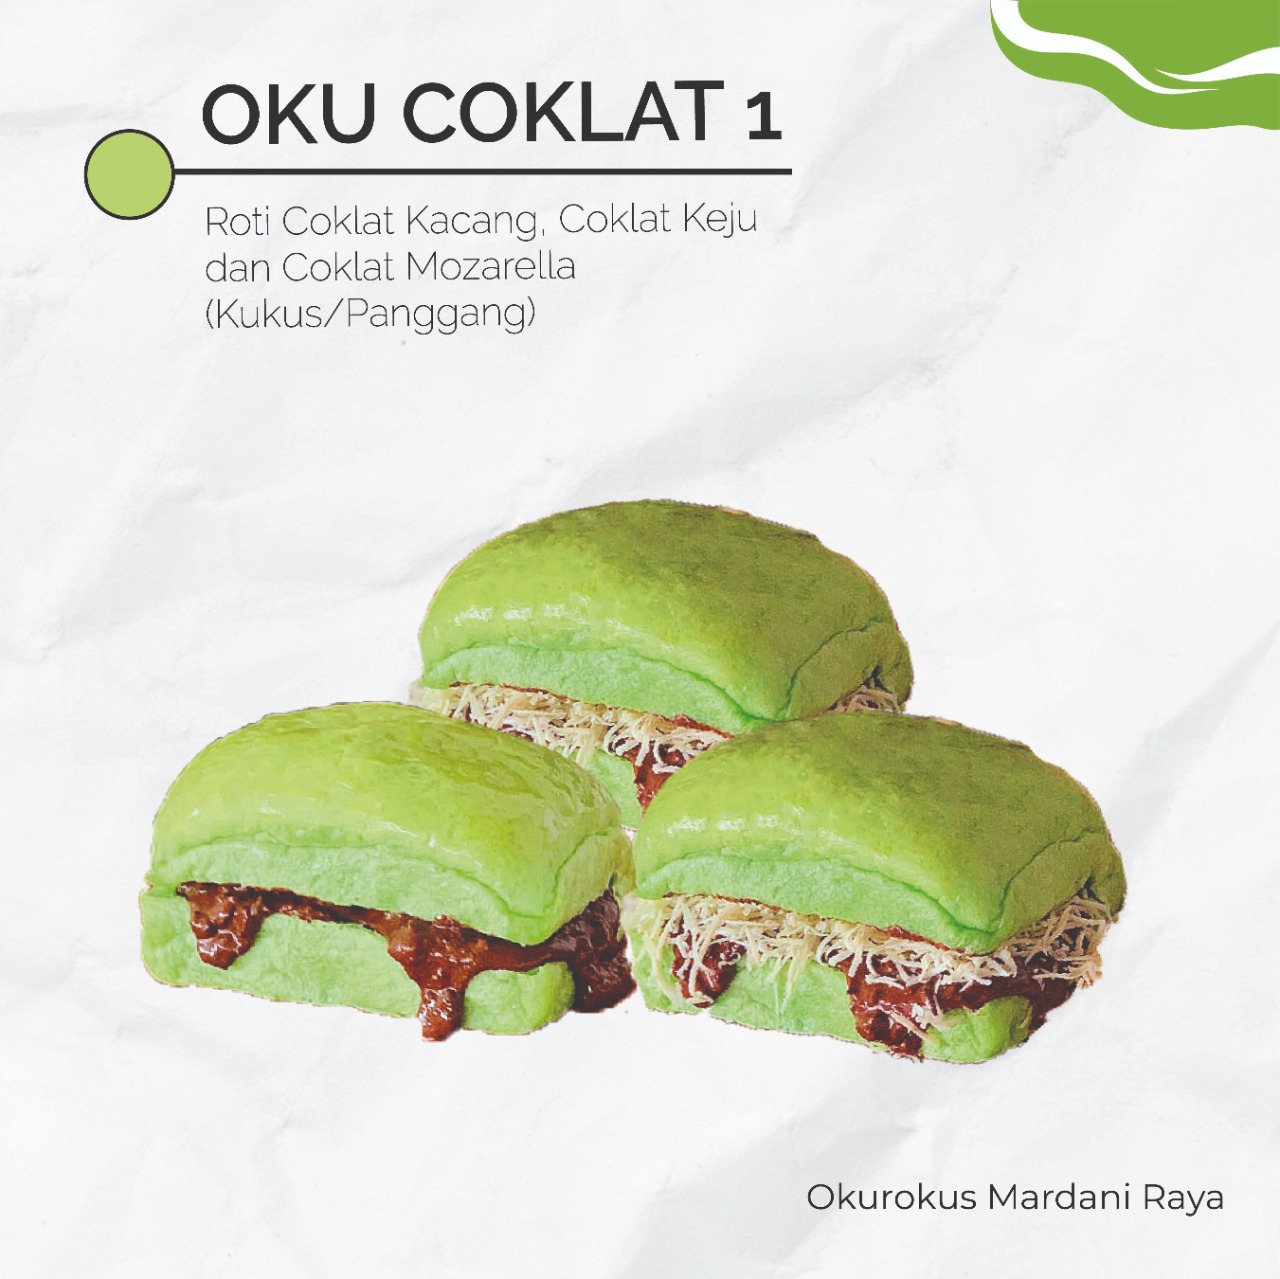 OKU COKLAT 1
Roti Coklat Kacang, Coklat Keju
dan Coklat Mozarella
(Kukus/Panggang)
Okurokus Mardani Raya